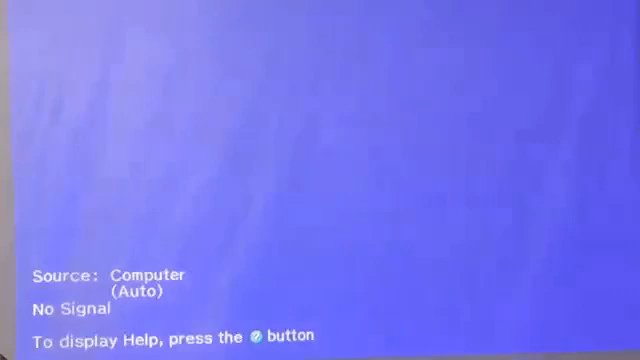 Source: Computer
(Auto)
No Signal
To display Help, press the ? button